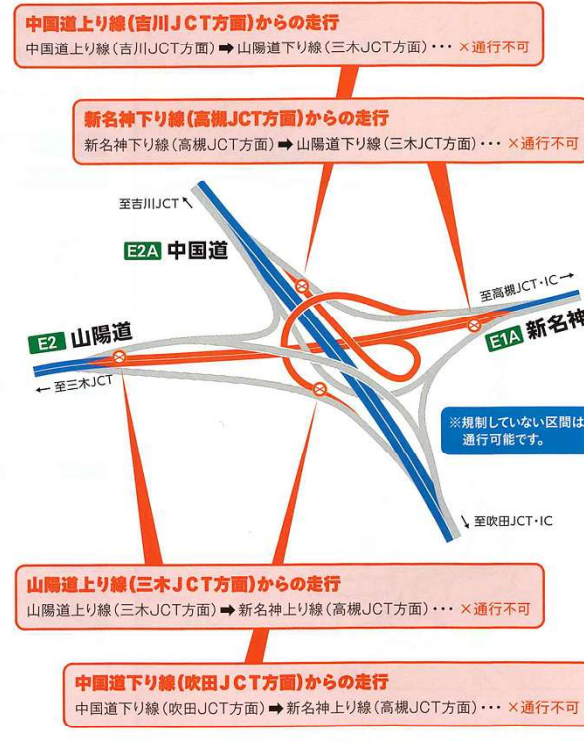 中国道上り線(吉川JCT方面)からの走行
中国道上り線(吉川JCT方面)➡山陽道下り線(三木JCT方面)･･･ ×通行不可
新名神下り線(高槻JCT方面)からの走行
新名神下り線(高槻JCT方面)➡山陽道下り線(三木JCT方面)･･･ ×通行不可
至吉川JCT↖
E2A 中国道
至高槻JCT・IC→
E1A 新名神
E2 山陽道
←至三木JCT
※規制していない区間は
通行可能です。
↘至吹田JCT・IC
山陽道上り線(三木JCT方面)からの走行
山陽道上り線(三木JCT方面)➡新名神上り線(高槻JCT方面)･･･ ×通行不可
中国道下り線(吹田JCT方面)からの走行
中国道下り線(吹田JCT方面)➡新名神上り線(高槻JCT方面)･･･ ×通行不可